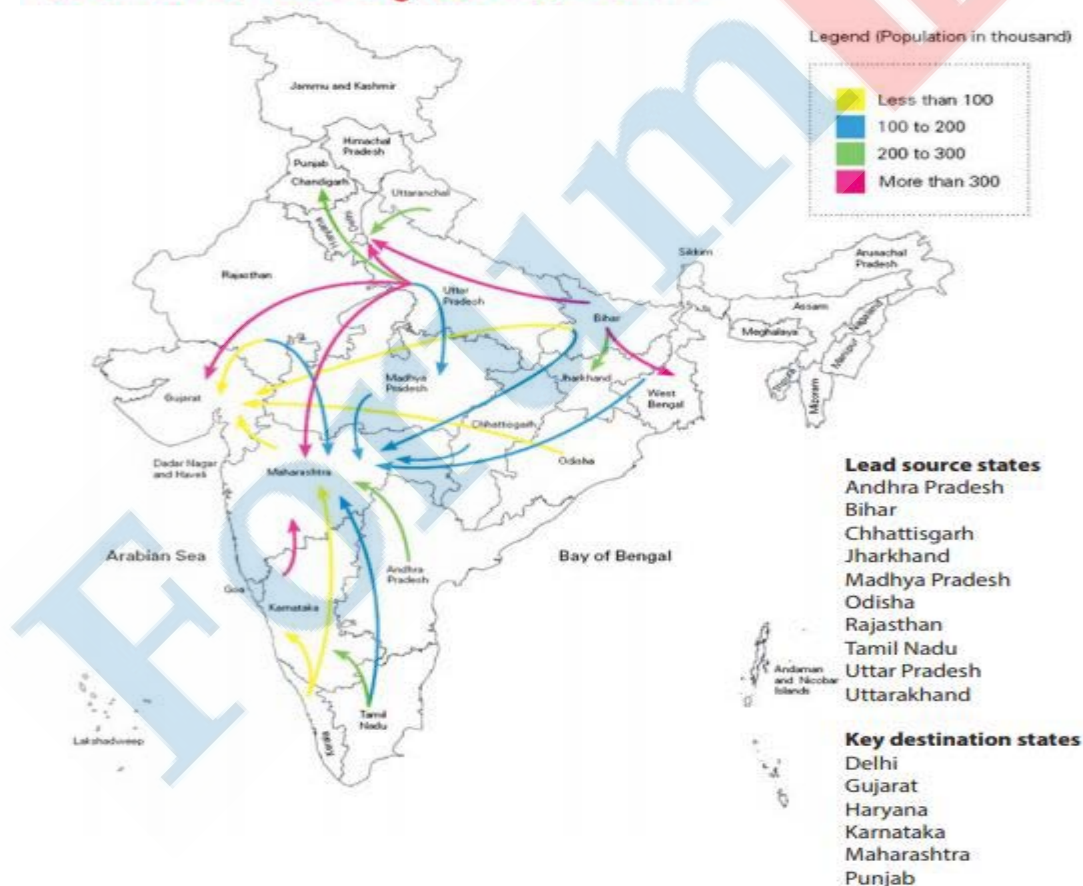 Legend (Population in thousand)
Less than 100
100 to 200
200 to 300
More than 300
Jammu and Kashmir
Himachal
Pradesh
Punjab
Chandigarh
Uttaranchal
Haryana
Delhi
Rajasthan
Uttar
Pradesh
Sikkim
Arunachal
Pradesh
Assam
Nagaland
Meghalaya
Manipur
Tripura
Mizoram
Bihar
Jharkhand
West
Bengal
Madhya
Pradesh
Gujarat
Chhattisgarh
Odisha
Dadar Nagar
and Haveli
Maharashtra
Arabian Sea
Bay of Bengal
Andhra
Pradesh
Goa
Karnataka
Tamil
Nadu
Kerala
Lakshadweep
Andaman
and Nicobar
Islands
Lead source states
Andhra Pradesh
Bihar
Chhattisgarh
Jharkhand
Madhya Pradesh
Odisha
Rajasthan
Tamil Nadu
Uttar Pradesh
Uttarakhand
Key destination states
Delhi
Gujarat
Haryana
Karnataka
Maharashtra
Punjab
Forum